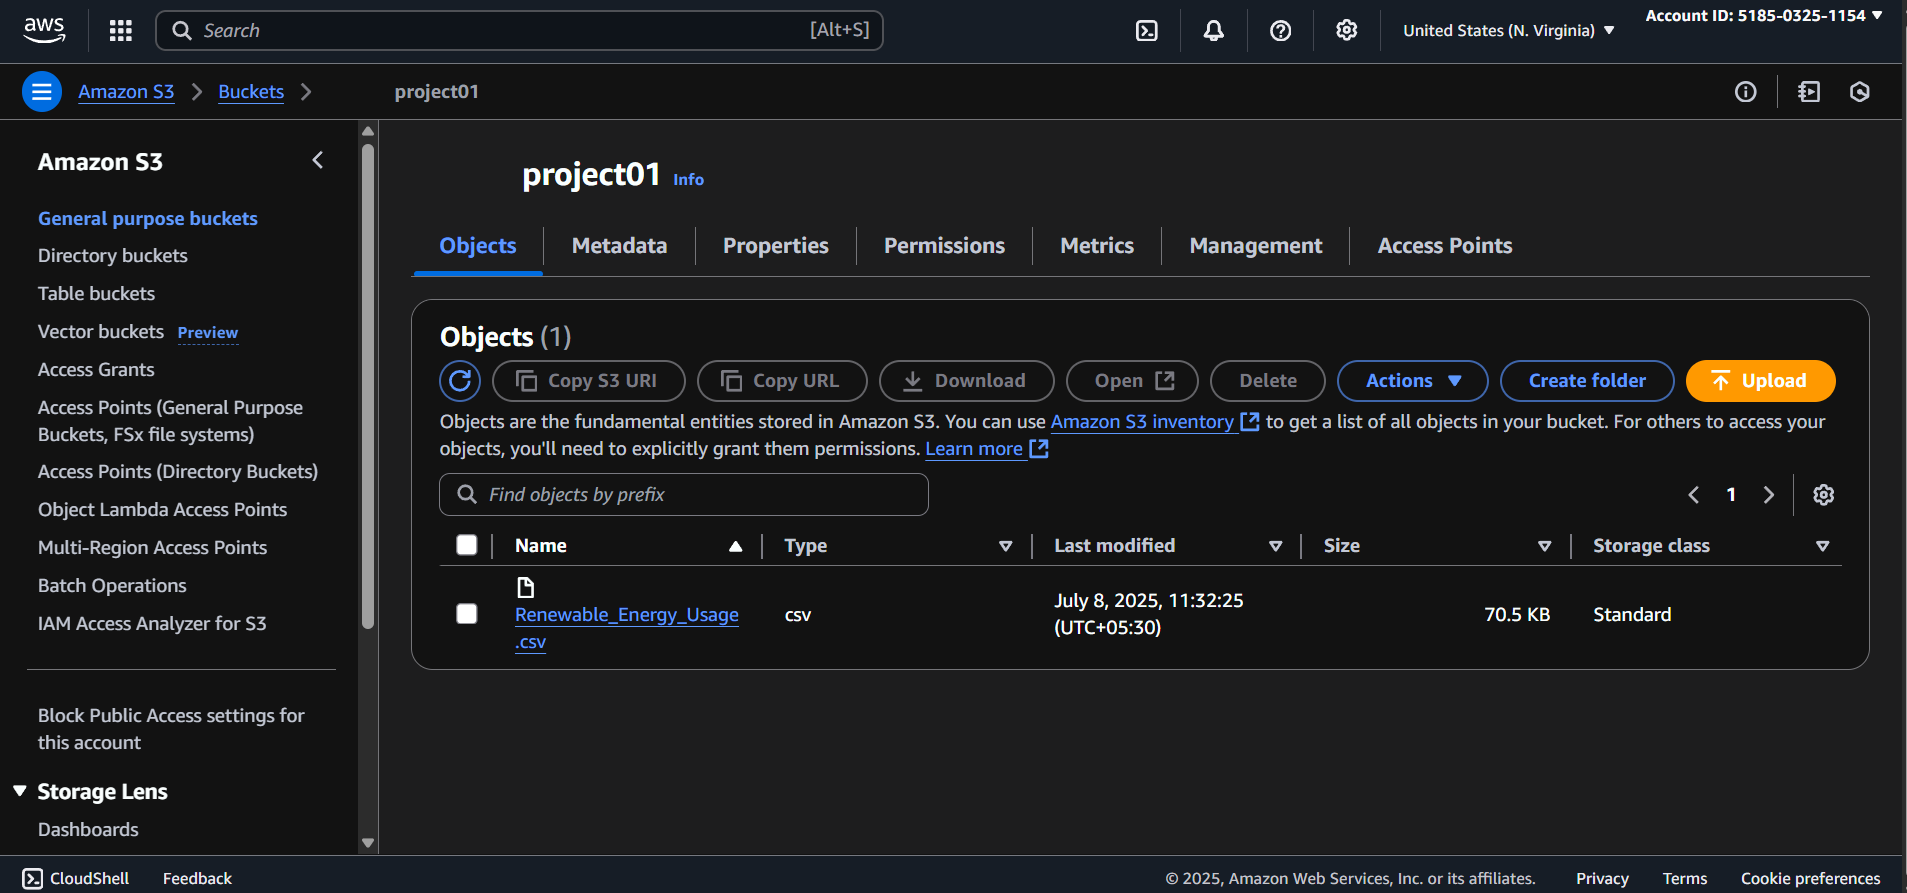 aws
Search [Alt+S]
United States (N. Virginia)
Account ID: 5185-0325-1154
Amazon S3
Buckets
project01
Amazon S3
General purpose buckets
Directory buckets
Table buckets
Vector buckets Preview
Access Grants
Access Points (General Purpose
Buckets, FSx file systems)
Access Points (Directory Buckets)
Object Lambda Access Points
Multi-Region Access Points
Batch Operations
IAM Access Analyzer for S3
Block Public Access settings for
this account
Storage Lens
Dashboards
project01 Info
Objects Metadata Properties Permissions Metrics Management Access Points
Objects (1)
Copy S3 URI Copy URL Download Open Delete Actions Create folder Upload
Objects are the fundamental entities stored in Amazon S3. You can use Amazon S3 inventory to get a list of all objects in your bucket. For others to access your
objects, you'll need to explicitly grant them permissions. Learn more
Find objects by prefix
1
Name Type Last modified Size Storage class
Renewable_Energy_Usage
.csv
csv
July 8, 2025, 11:32:25
(UTC+05:30)
70.5 KB
Standard
CloudShell Feedback © 2025, Amazon Web Services, Inc. or its affiliates. Privacy Terms Cookie preferences